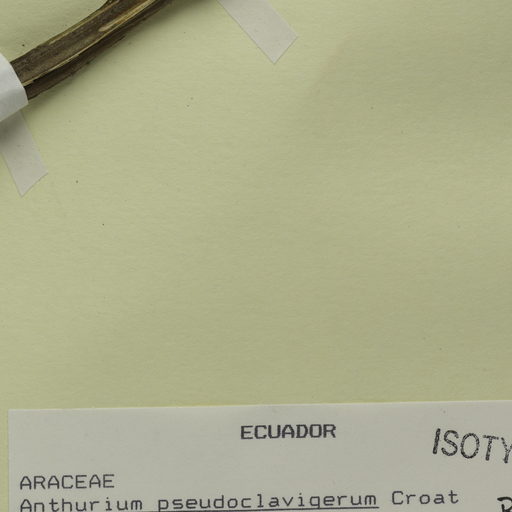 ECUADOR
ISOTY
ARACEAE
Anthurium pseudoclavigerum Croat